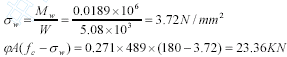 σ_w = M_w / W = 0.0189×10^6 / 5.08×10^3 = 3.72N / mm^2
φA(f_c − σ_w) = 0.271×489×(180−3.72) = 23.36KN